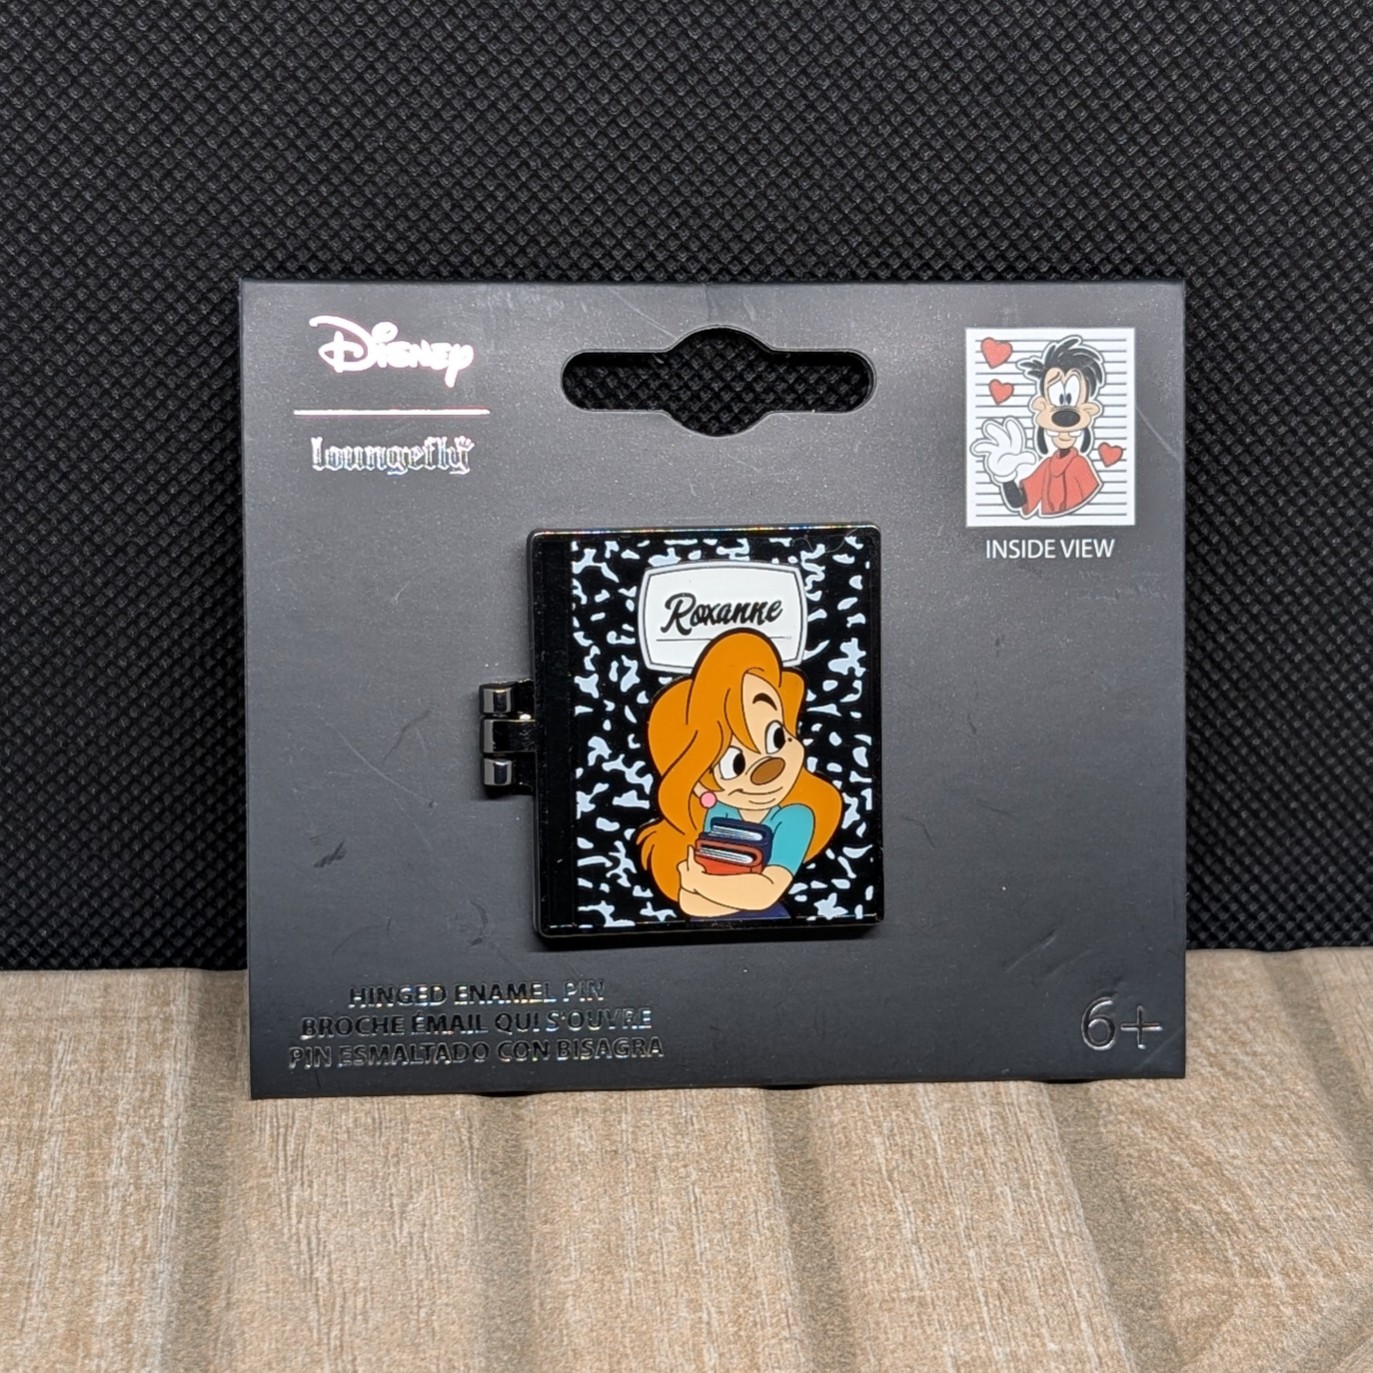 Disney
loungefly
INSIDE VIEW
Roxanne
HINGED ENAMEL PIN
BROCHE ÉMAIL QUI S'OUVRE
PIN ESMALTADO CON BISAGRA
6+